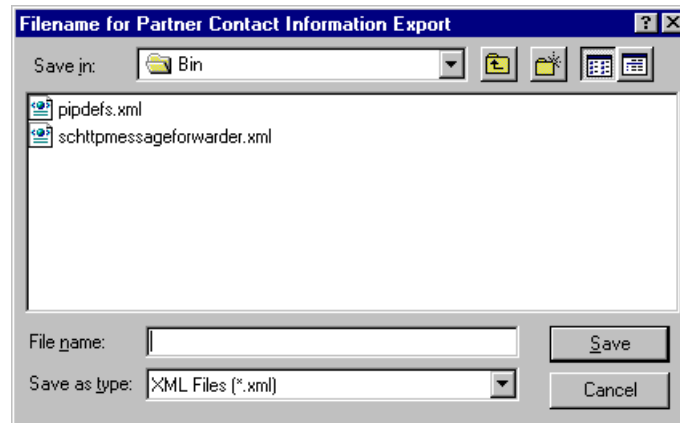 Filename for Partner Contact Information Export
Save in: Bin
pipdefs.xml
schttpmessageforwarder.xml
File name: Save
Save as type: XML Files (*.xml) Cancel